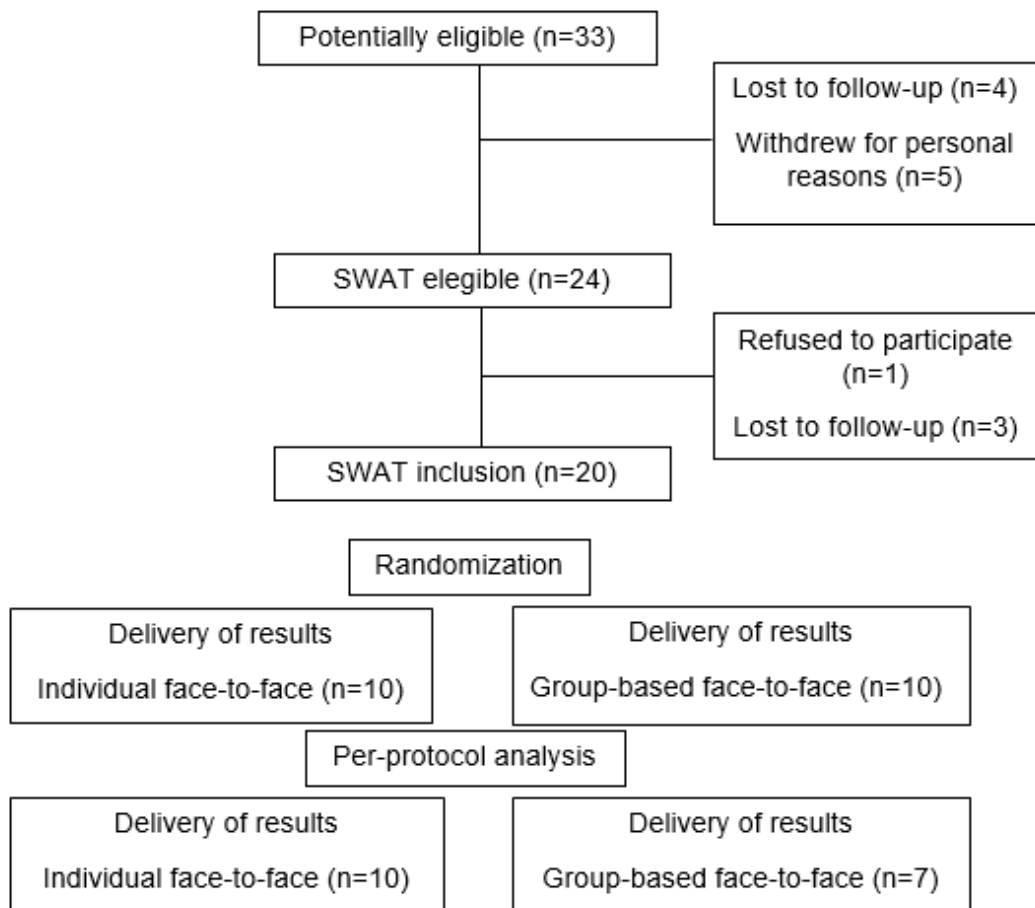 Potentially eligible (n=33)
Lost to follow-up (n=4)
Withdrew for personal
reasons (n=5)
SWAT elegible (n=24)
Refused to participate
(n=1)
Lost to follow-up (n=3)
SWAT inclusion (n=20)
Randomization
Delivery of results
Individual face-to-face (n=10)
Delivery of results
Group-based face-to-face (n=10)
Per-protocol analysis
Delivery of results
Individual face-to-face (n=10)
Delivery of results
Group-based face-to-face (n=7)